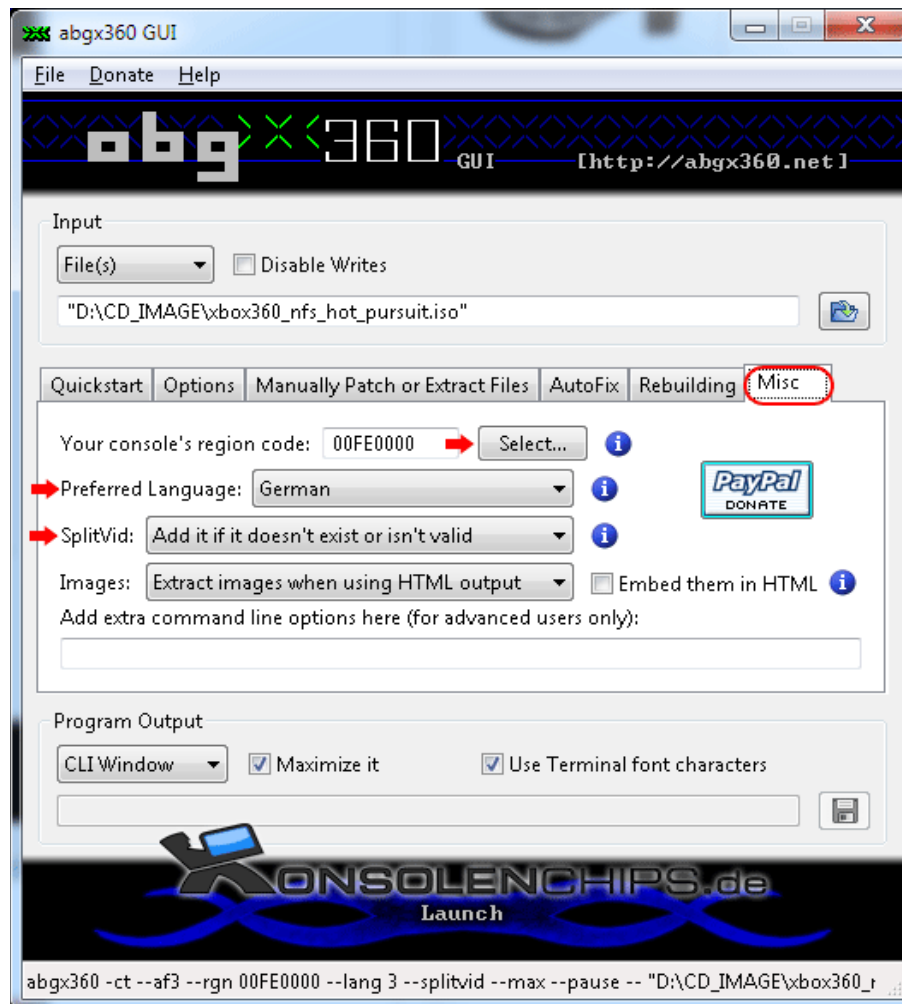 abgx360 GUI
File Donate Help
abgx360 GUI [http://abgx360.net]
Input
File(s) Disable Writes
"D:\CD_IMAGE\xbox360_nfs_hot_pursuit.iso"
Quickstart Options Manually Patch or Extract Files AutoFix Rebuilding Misc
Your console's region code: 00FE0000 Select...
Preferred Language: German
PayPal
DONATE
SplitVid: Add it if it doesn't exist or isn't valid
Images: Extract images when using HTML output Embed them in HTML
Add extra command line options here (for advanced users only):
Program Output
CLI Window Maximize it Use Terminal font characters
KONSOLENCHIPS.de
Launch
abgx360 -ct --af3 --rgn 00FE0000 --lang 3 --splitvid --max --pause -- "D:\CD_IMAGE\xbox360_r